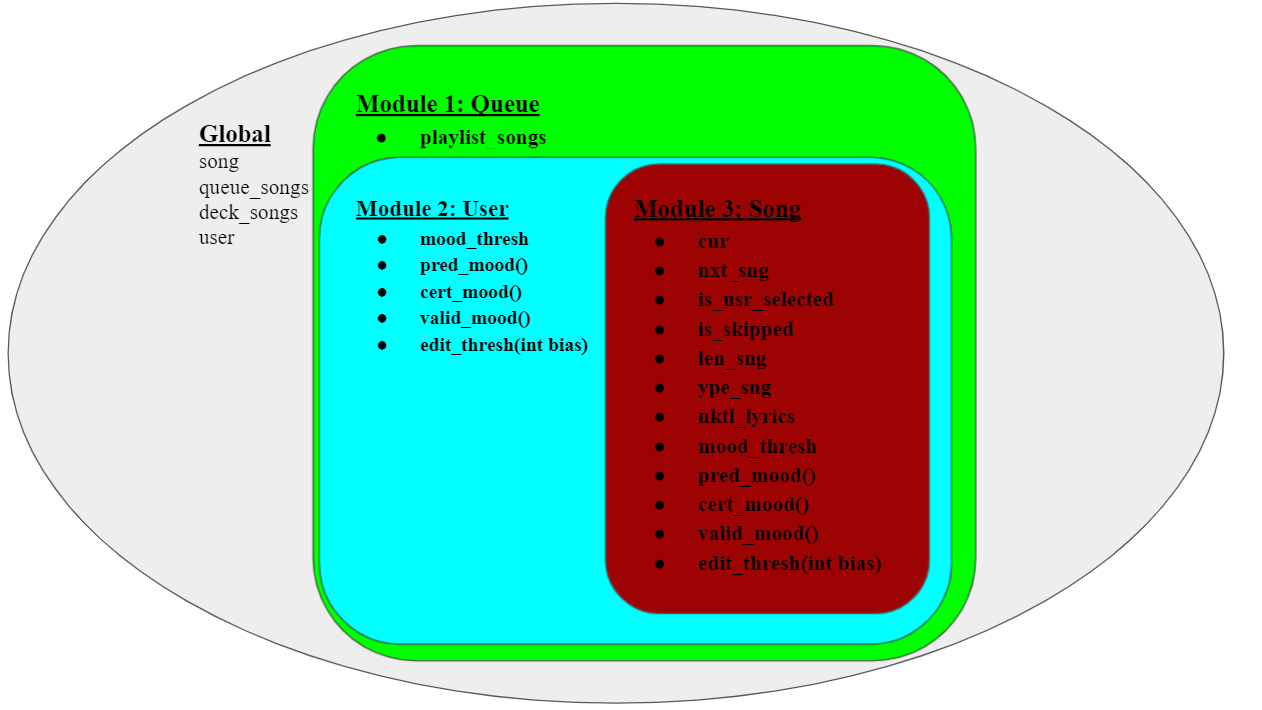 Global
song
queue_songs
deck_songs
user
Module 1: Queue
● playlist_songs
Module 2: User
● mood_thresh
● pred_mood()
● cert_mood()
● valid_mood()
● edit_thresh(int bias)
Module 3: Song
● cur
● nxt_sng
● is_usr_selected
● is_skipped
● len_sng
● ype_sng
● nktl_lyrics
● mood_thresh
● pred_mood()
● cert_mood()
● valid_mood()
● edit_thresh(int bias)